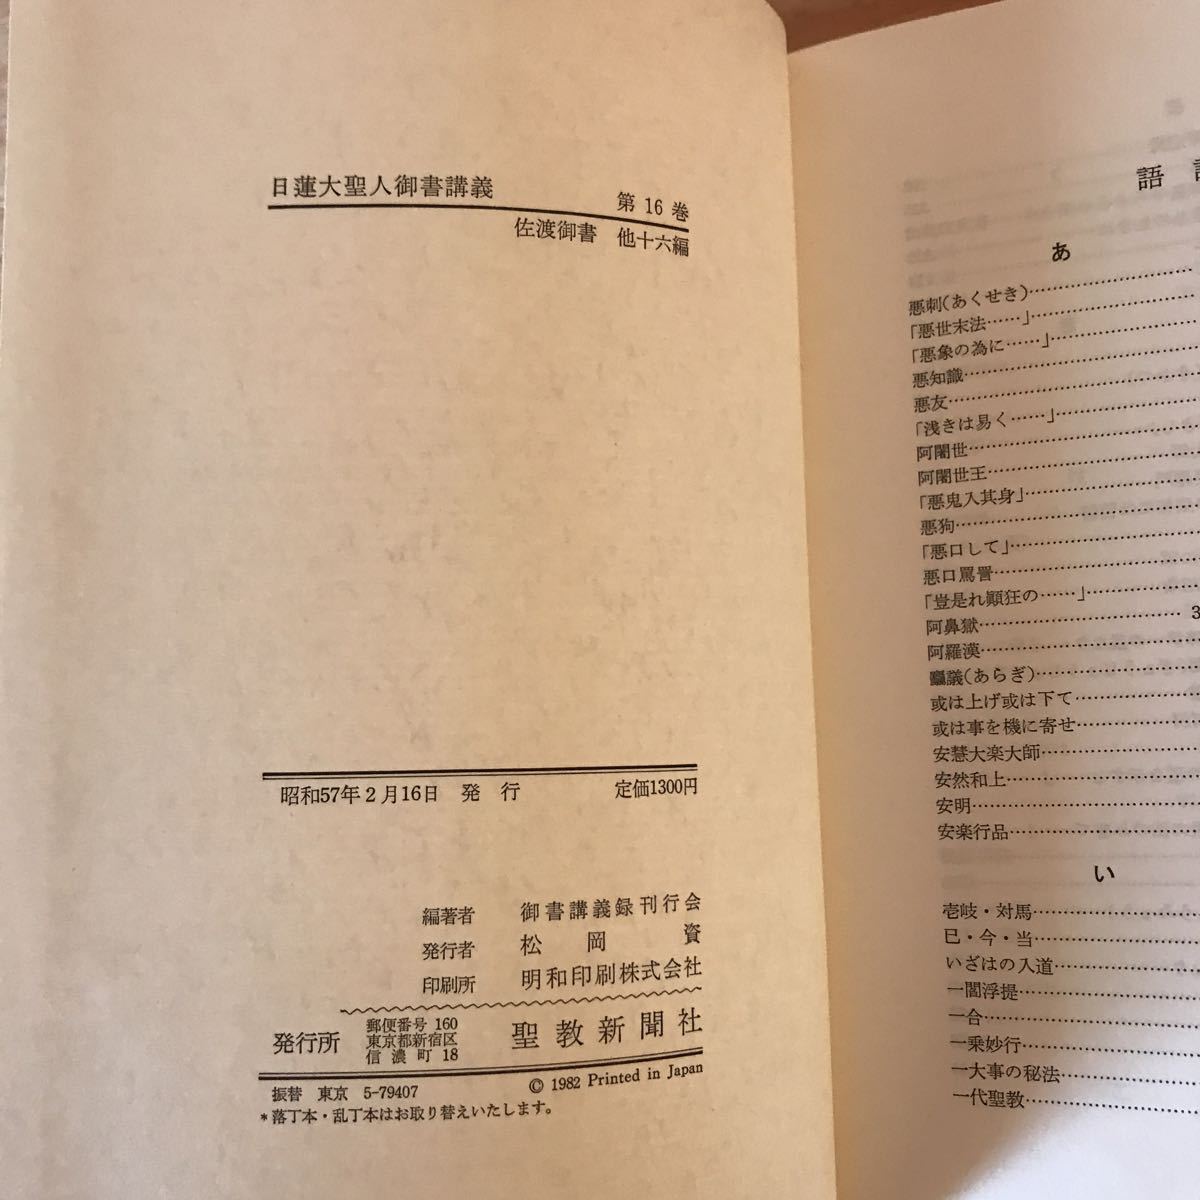 日蓮大聖人御書講義　第16巻
佐渡御書　他十六編
昭和57年2月16日　発　行　定価1300円
編著者　御書講義録刊行会
発行者　松　岡　資
印刷所　明和印刷株式会社
発行所　郵便番号 160
東京都新宿区
信濃町 18
聖教新聞社
振替　東京　5-79407　© 1982 Printed in Japan
*落丁本・乱丁本はお取り替えいたします。
語
あ
悪刺(あくせき)……………………
「悪世末法……」……………………
「悪象の為に……」…………………
悪知識…………………………
悪友……………………………
「浅きは易く……」…………………
阿闍世…………………………
阿闍世王………………………
「悪鬼入其身」……………………
悪狗……………………………
「悪口して」………………………
悪口罵詈………………………
「豈是れ顚狂の……」………………
阿鼻獄…………………………3
阿羅漢…………………………
麤議(あらぎ)……………………
或は上げ或は下て………………
或は事を機に寄せ………………
安慧大楽大師……………………
安然和上………………………
安明……………………………
安楽行品………………………
い
壱岐・対馬………………………
已・今・当………………………
いざはの入道……………………
一閻浮提………………………
一合……………………………
一乗妙行………………………
一大事の秘法……………………
一代聖教………………………